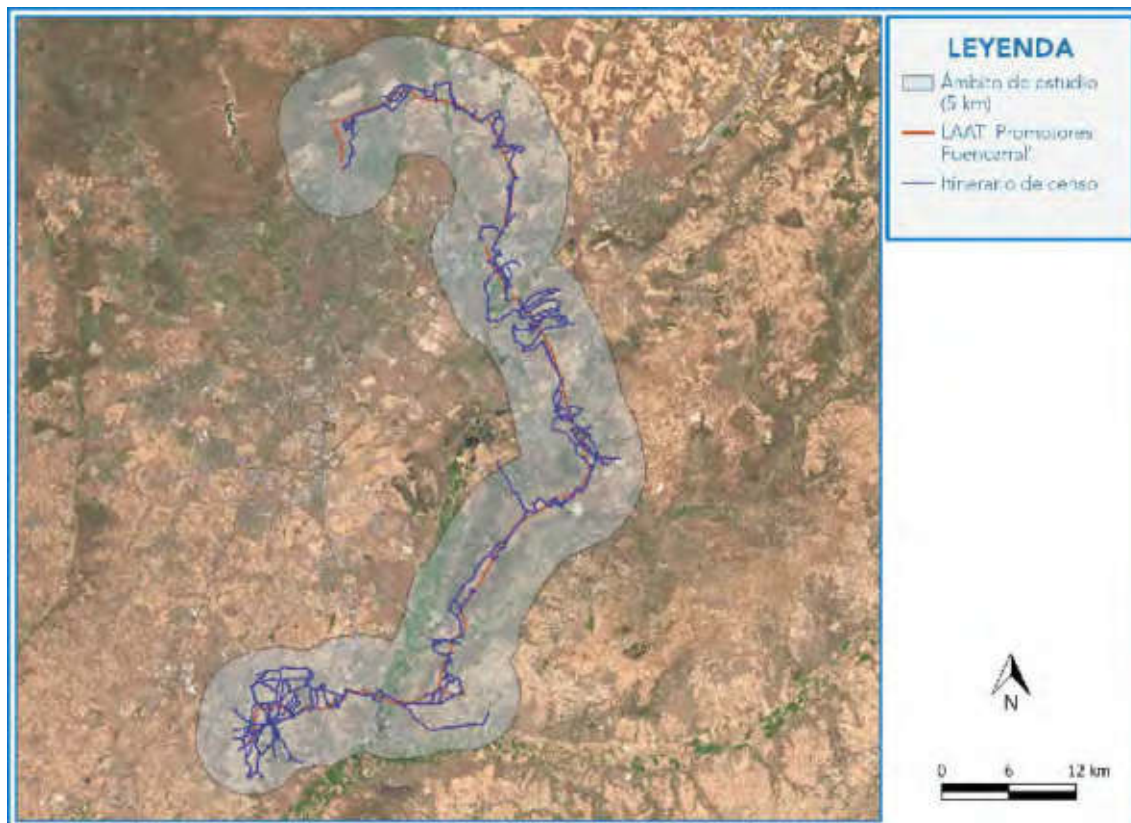 LEYENDA
Ámbito de estudio
(5 km)
LAAT 'Promotores
Fuencarral'
Itinerario de censo
N
0 6 12 km